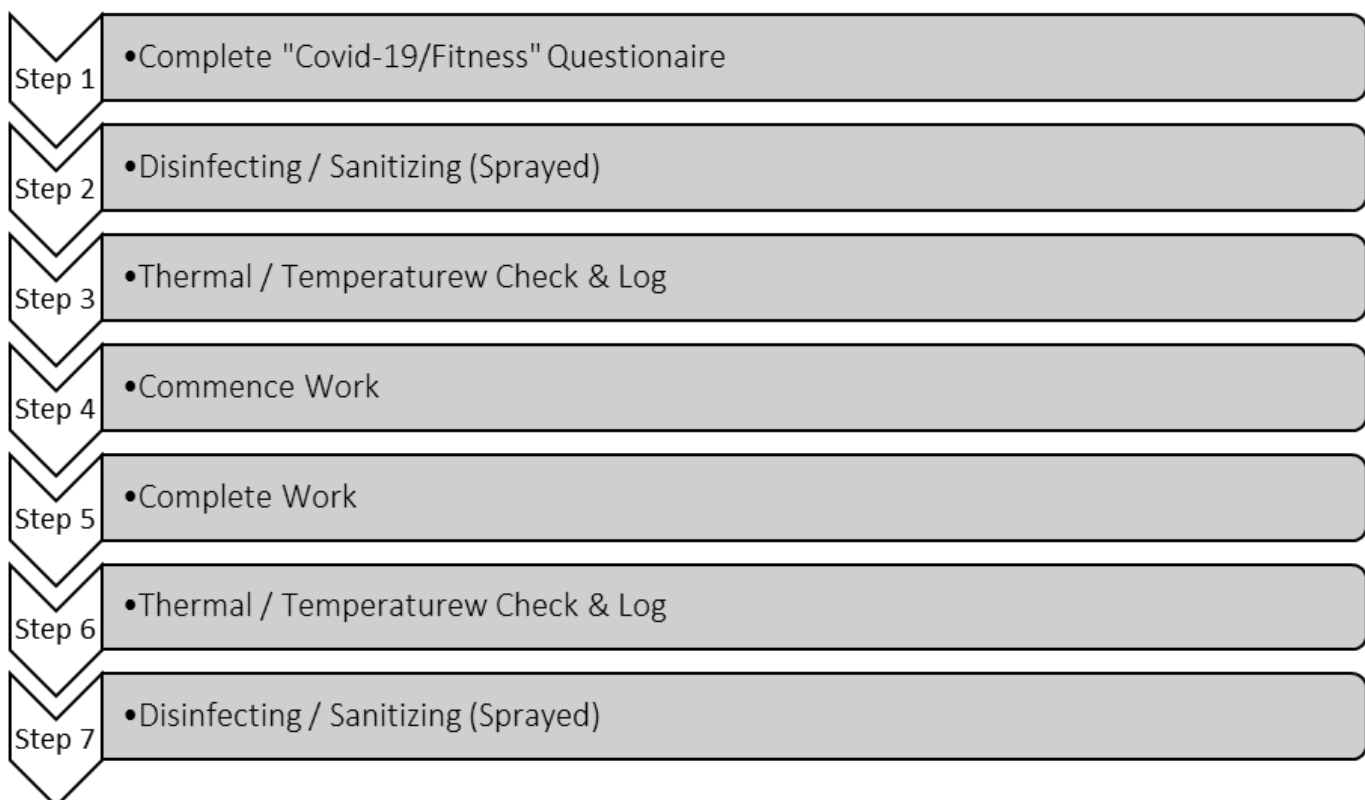 Step 1
•Complete "Covid-19/Fitness" Questionaire
Step 2
•Disinfecting / Sanitizing (Sprayed)
Step 3
•Thermal / Temperaturew Check & Log
Step 4
•Commence Work
Step 5
•Complete Work
Step 6
•Thermal / Temperaturew Check & Log
Step 7
•Disinfecting / Sanitizing (Sprayed)